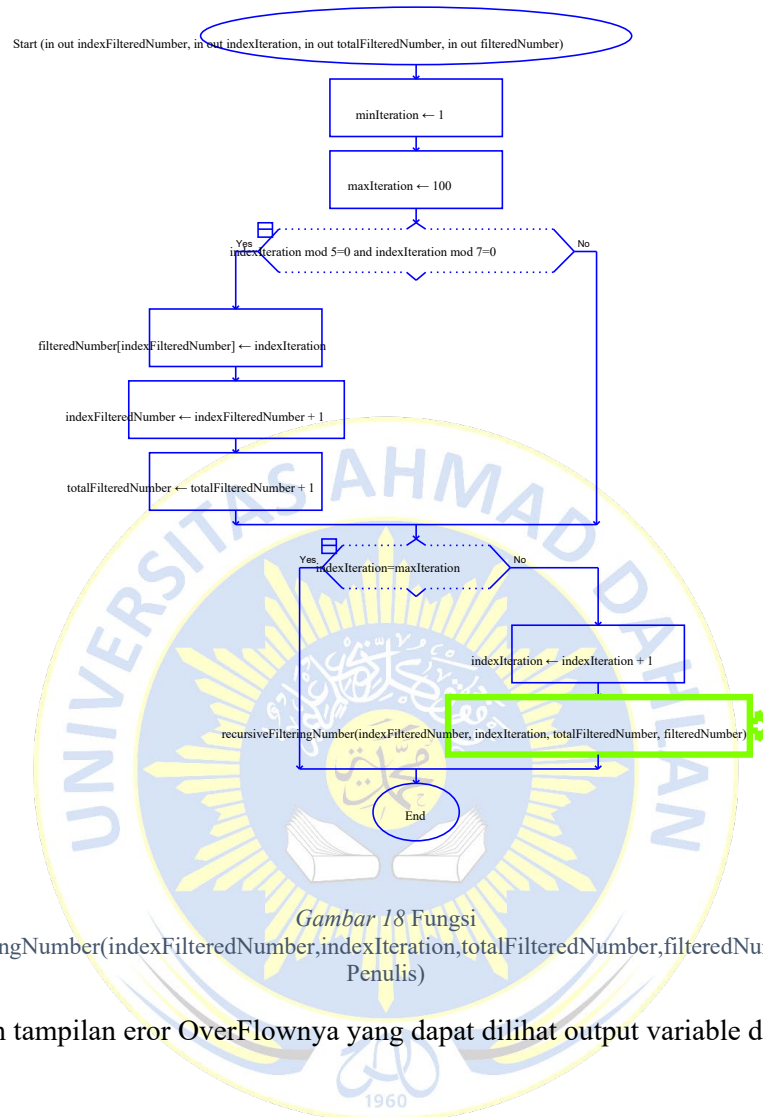 Start (in out indexFilteredNumber, in out indexIteration, in out totalFilteredNumber, in out filteredNumber)
minIteration ← 1
maxIteration ← 100
Yes
indexIteration mod 5=0 and indexIteration mod 7=0
No
filteredNumber[indexFilteredNumber] ← indexIteration
indexFilteredNumber ← indexFilteredNumber + 1
totalFilteredNumber ← totalFilteredNumber + 1
Yes
indexIteration=maxIteration
No
indexIteration ← indexIteration + 1
recursiveFilteringNumber(indexFilteredNumber, indexIteration, totalFilteredNumber, filteredNumber)
End
UNIVERSITAS AHMAD DAHLAN
Gambar 18 Fungsi
ngNumber(indexFilteredNumber,indexIteration,totalFilteredNumber,filteredNu
Penulis)
n tampilan eror OverFlownya yang dapat dilihat output variable d
1960